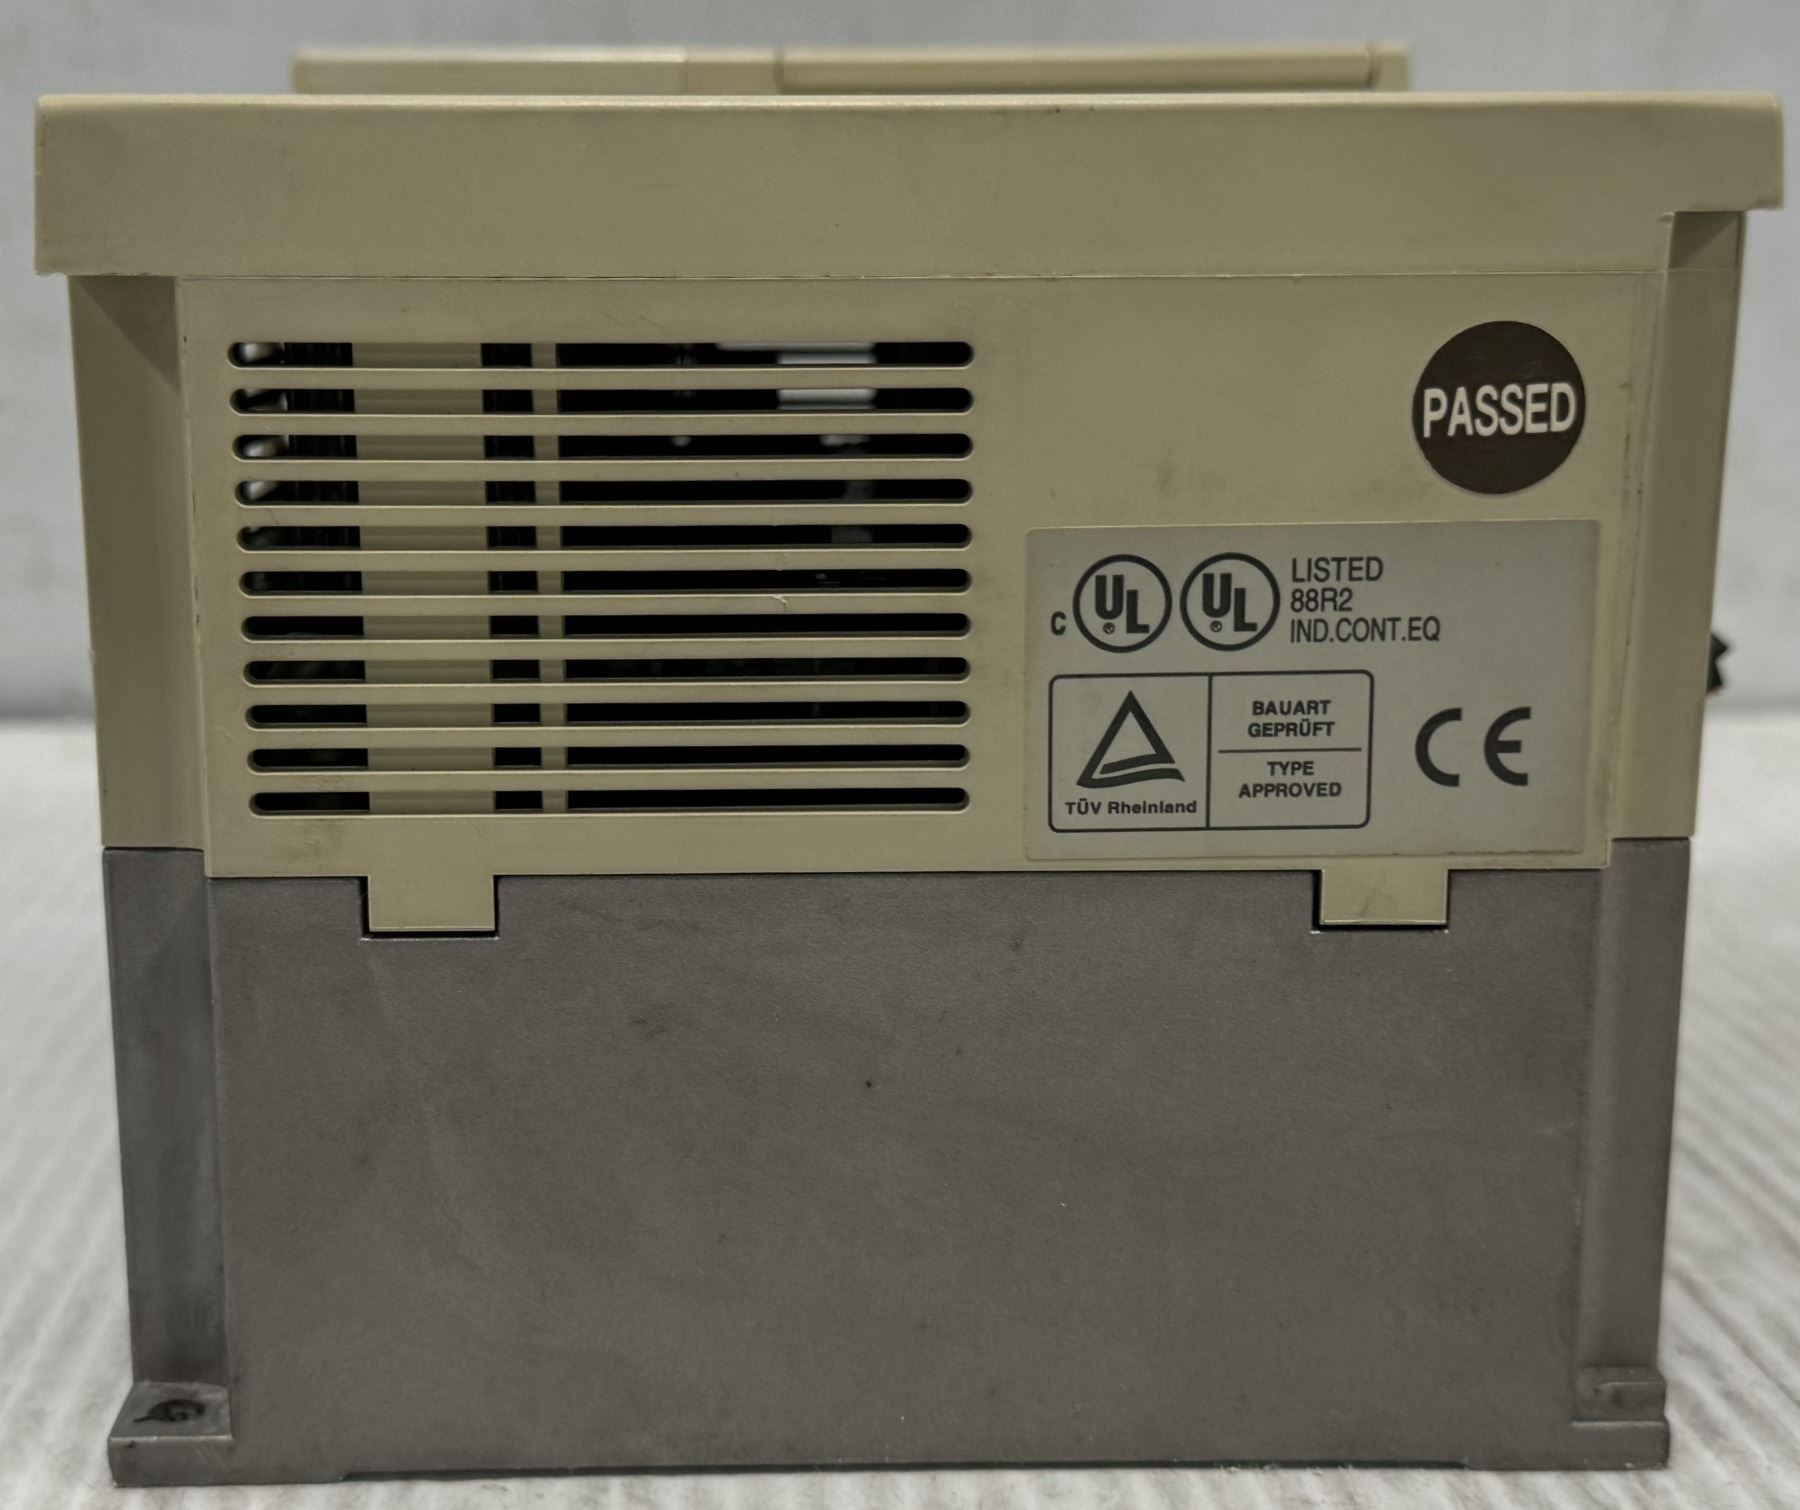 PASSED
C UL® UL® LISTED
88R2
IND.CONT.EQ
TÜV Rheinland
BAUART
GEPRÜFT
TYPE
APPROVED
CE